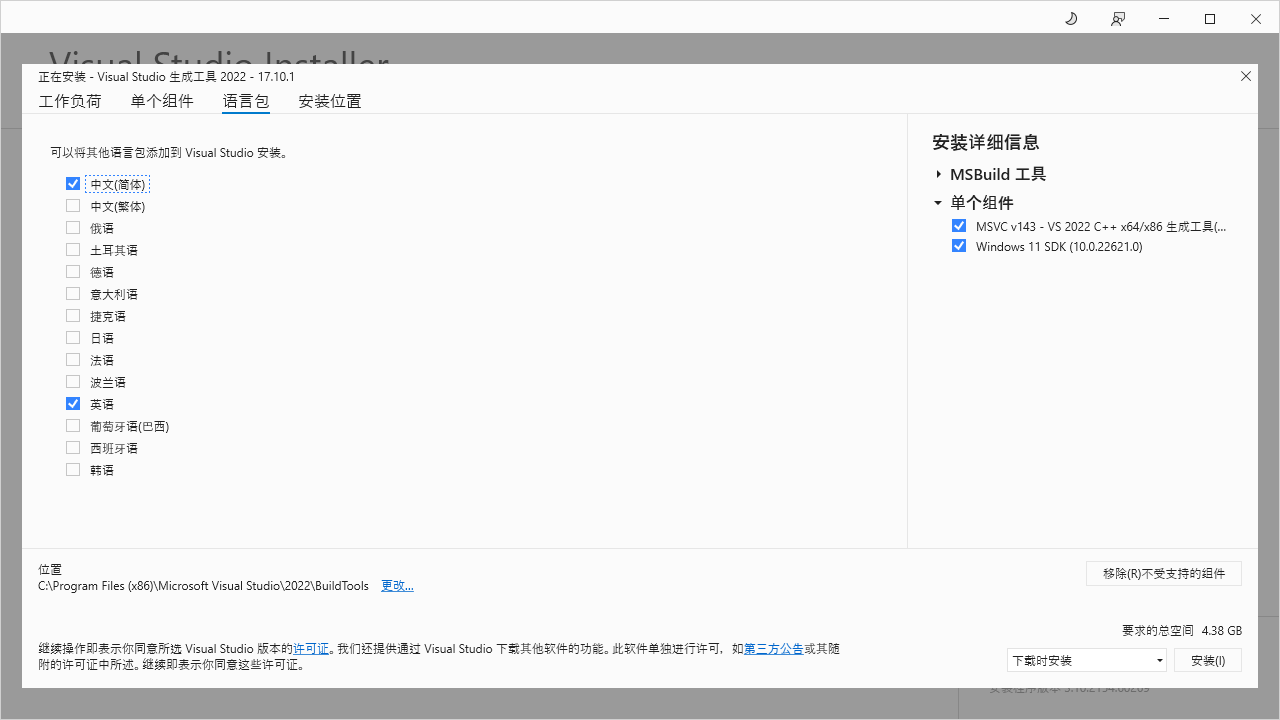 Visual Studio Installer
正在安装 - Visual Studio 生成工具 2022 - 17.10.1
工作负荷 单个组件 语言包 安装位置
可以将其他语言包添加到 Visual Studio 安装。
中文(简体)
中文(繁体)
俄语
土耳其语
德语
意大利语
捷克语
日语
法语
波兰语
英语
葡萄牙语(巴西)
西班牙语
韩语
安装详细信息
MSBuild 工具
单个组件
MSVC v143 - VS 2022 C++ x64/x86 生成工具(...
Windows 11 SDK (10.0.22621.0)
位置
C:\Program Files (x86)\Microsoft Visual Studio\2022\BuildTools 更改...
移除(R)不受支持的组件
要求的总空间 4.38 GB
继续操作即表示你同意所选 Visual Studio 版本的许可证。我们还提供通过 Visual Studio 下载其他软件的功能。此软件单独进行许可，如第三方公告或其随
附的许可证中所述。继续即表示你同意这些许可证。
下载时安装 安装(I)